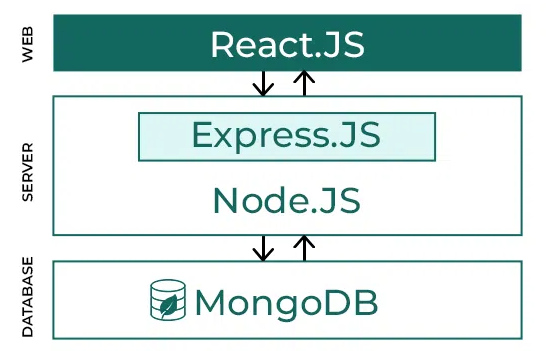 WEB
React.JS
SERVER
Express.JS
Node.JS
DATABASE
MongoDB